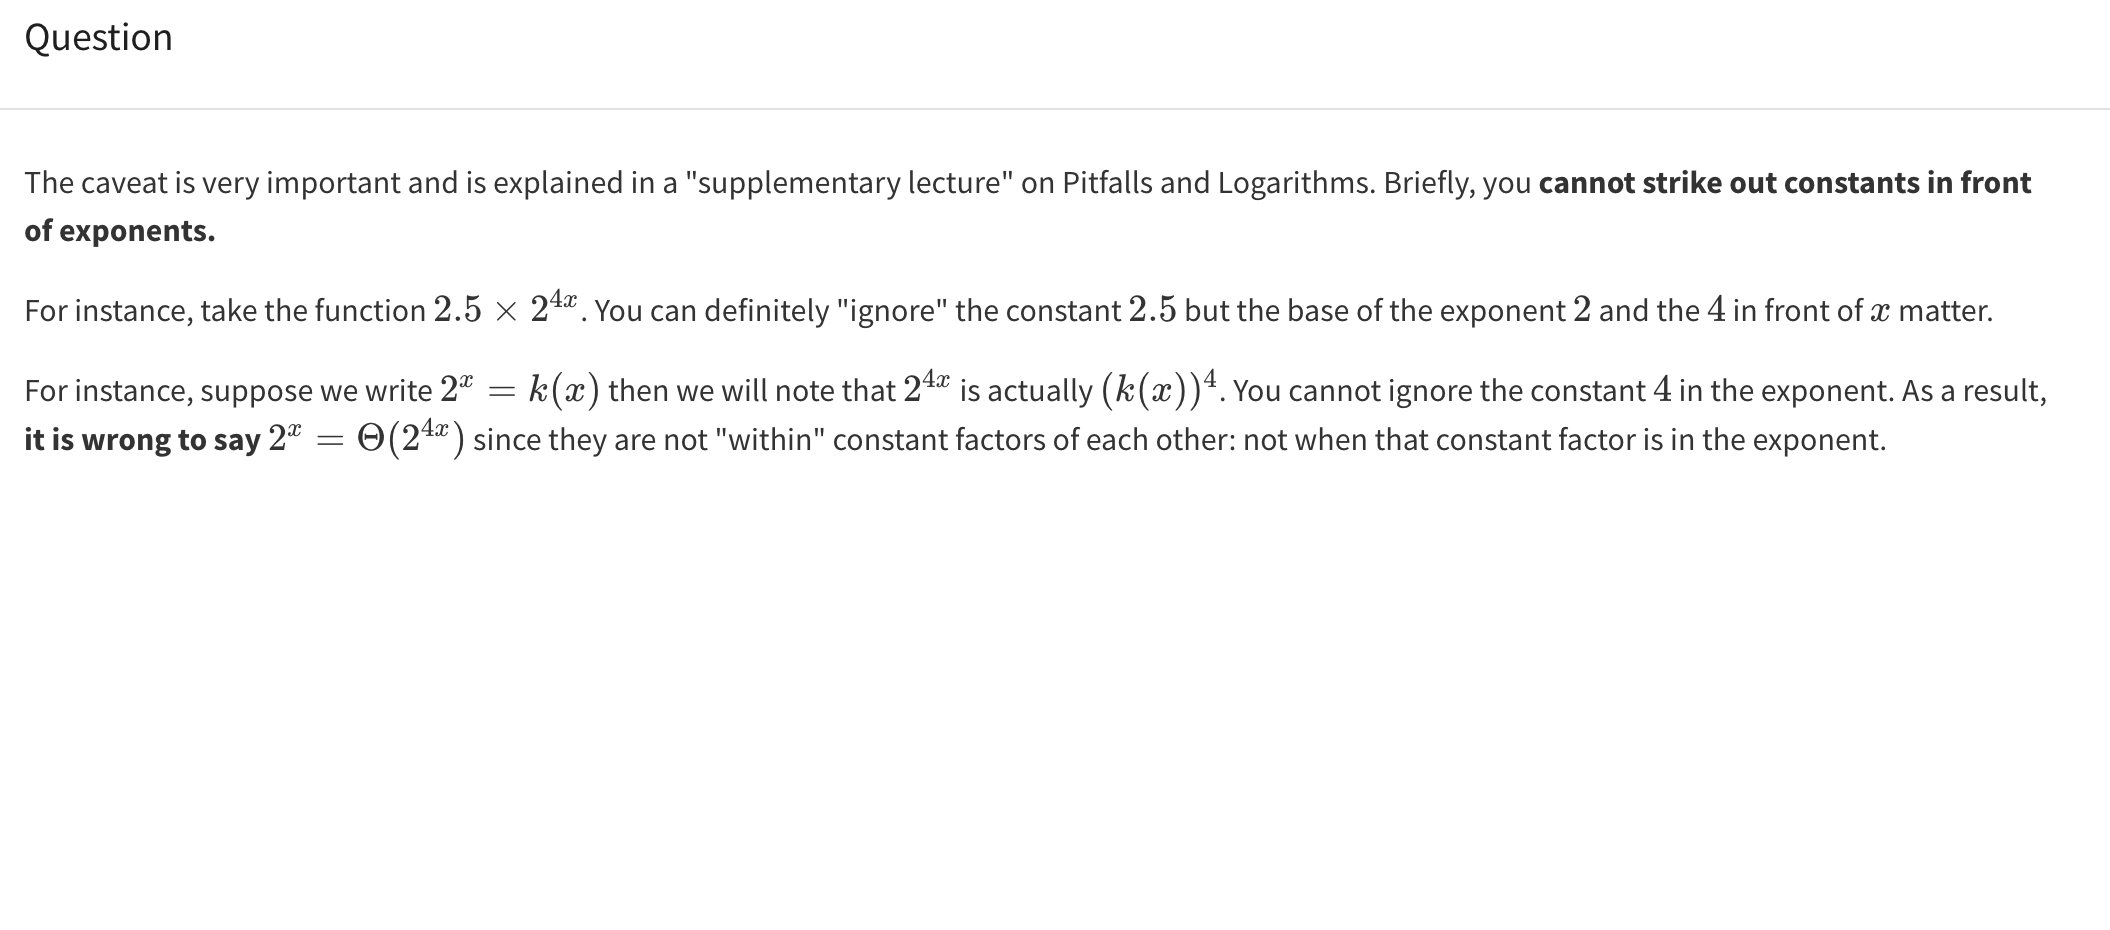 Question
The caveat is very important and is explained in a "supplementary lecture" on Pitfalls and Logarithms. Briefly, you cannot strike out constants in front
of exponents.
For instance, take the function 2.5 × 2^{4x}. You can definitely "ignore" the constant 2.5 but the base of the exponent 2 and the 4 in front of x matter.
For instance, suppose we write 2^x = k(x) then we will note that 2^{4x} is actually (k(x))^4. You cannot ignore the constant 4 in the exponent. As a result,
it is wrong to say 2^x = Θ(2^{4x}) since they are not "within" constant factors of each other: not when that constant factor is in the exponent.